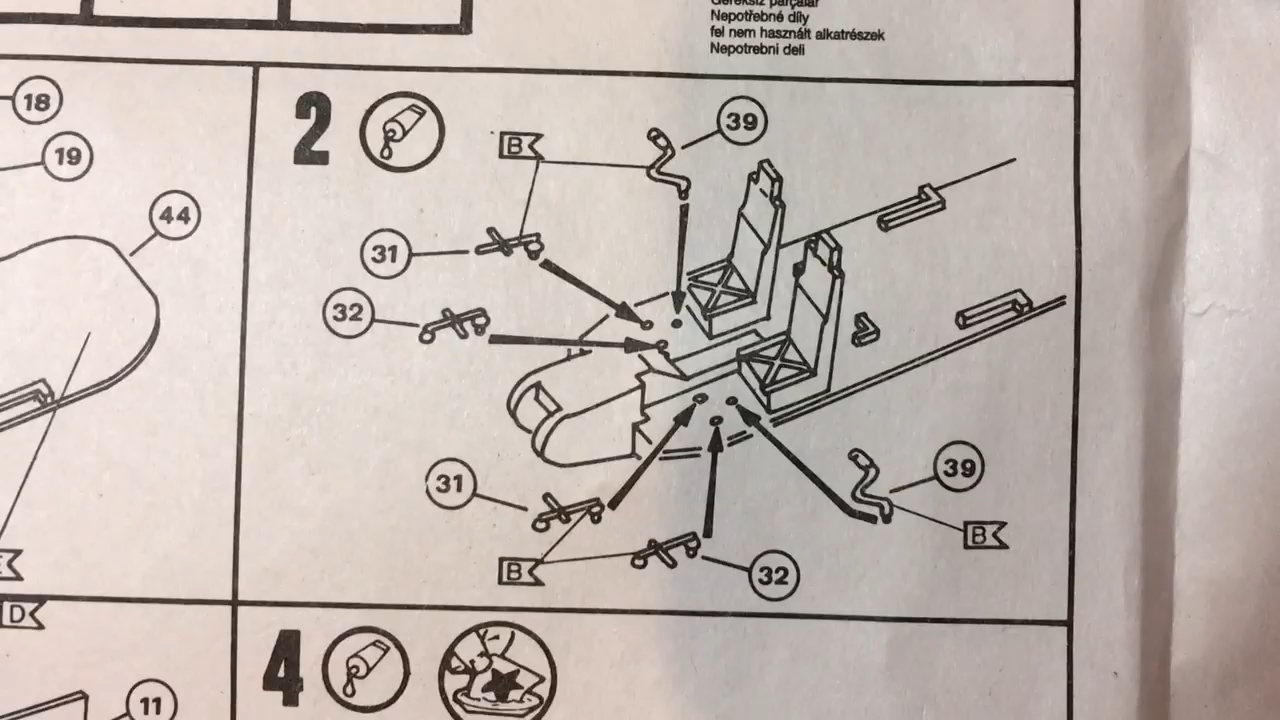 Gereksiz parçalar
Nepotřebné díly
fel nem használt alkatrészek
Nepotrebni deli
18
19
44
D
11
2
B
39
31
32
31
39
B
B
32
4